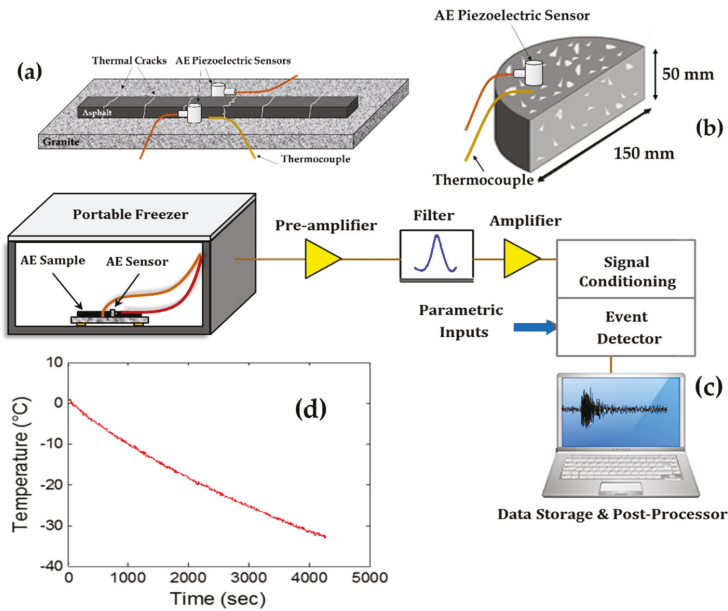 (a)
Thermal Cracks
AE Piezoelectric Sensors
Asphalt
Granite
Thermocouple
AE Piezoelectric Sensor
50 mm
(b)
150 mm
Thermocouple
Portable Freezer
AE Sample
AE Sensor
Pre-amplifier
Filter
Amplifier
Signal
Conditioning
Parametric
Inputs
Event
Detector
(c)
Data Storage & Post-Processor
(d)
Temperature (°C)
10
0
-10
-20
-30
-40
0
1000
2000
3000
4000
5000
Time (sec)